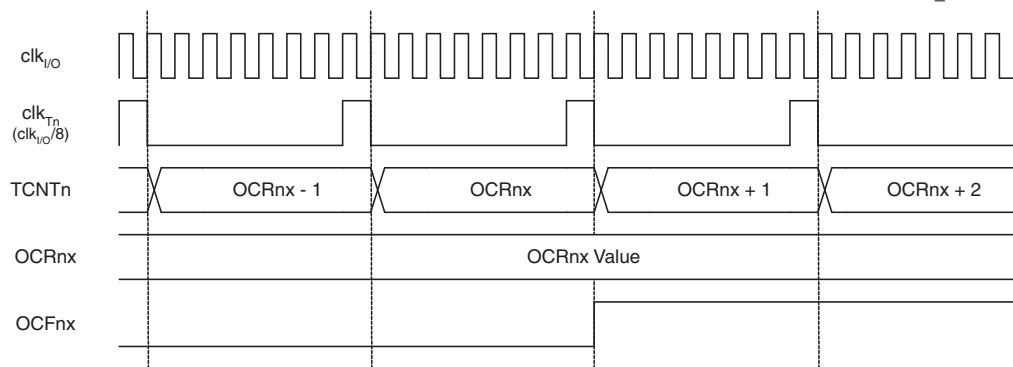 clkI/O
clkTn
(clkI/O/8)
TCNTn
OCRnx - 1
OCRnx
OCRnx + 1
OCRnx + 2
OCRnx
OCRnx Value
OCFnx